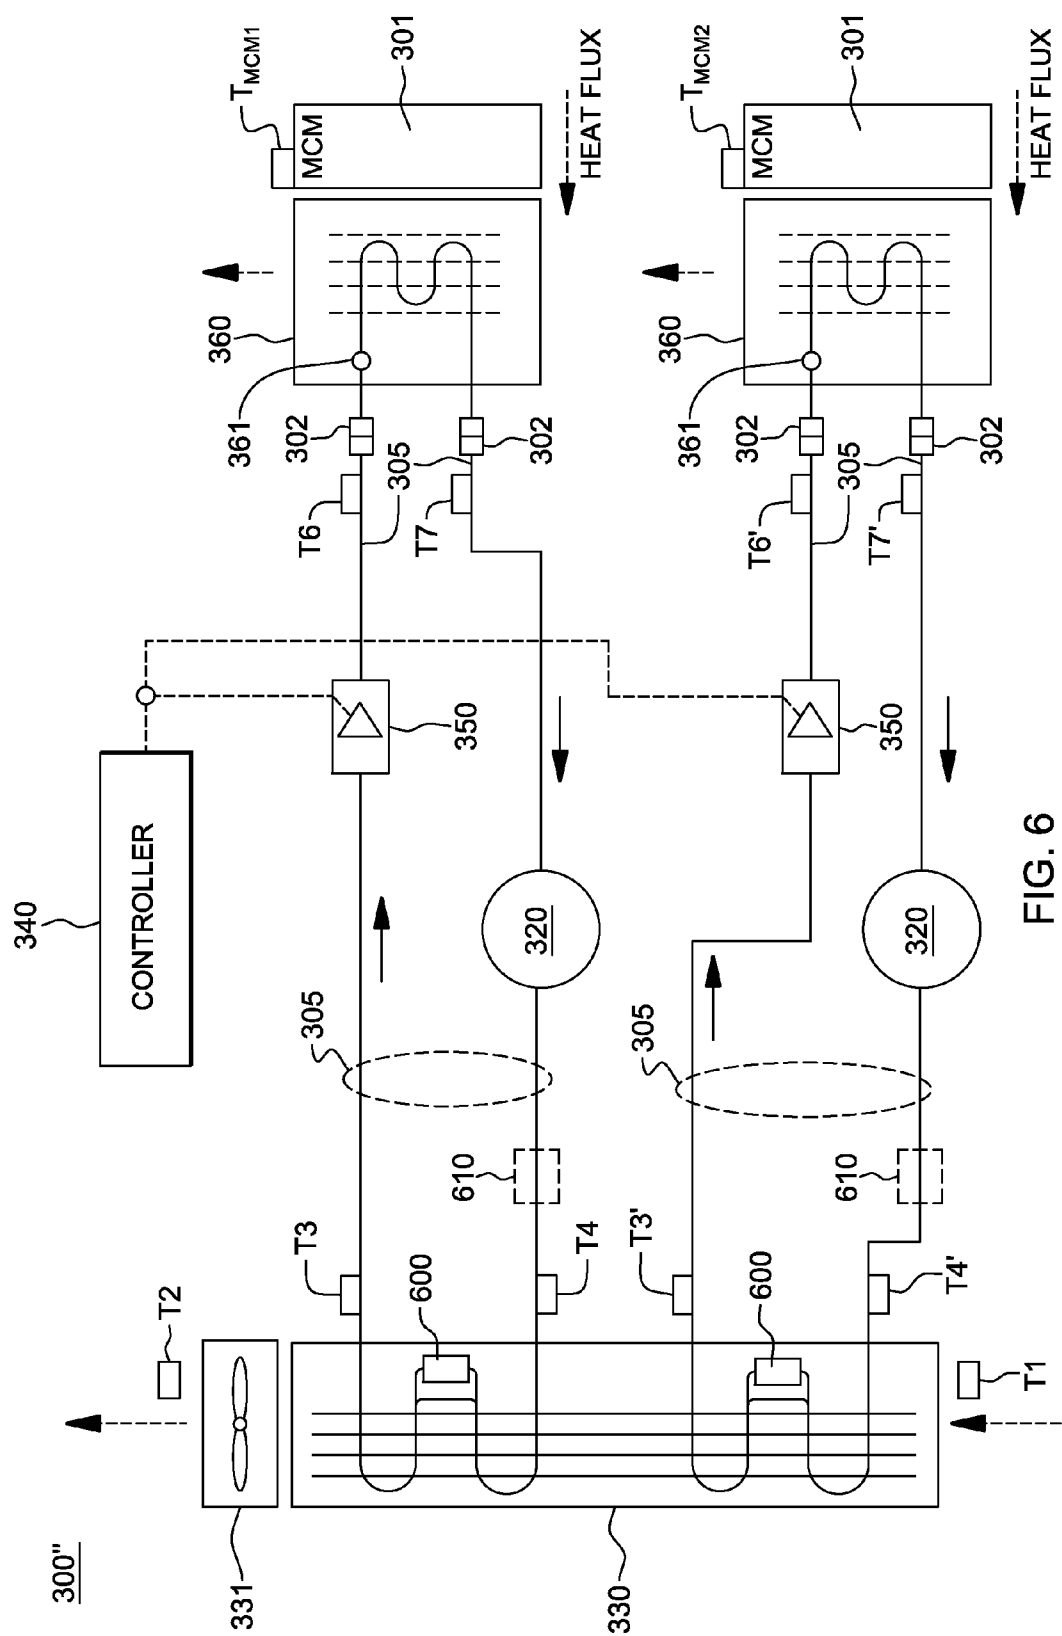 300"
340
CONTROLLER
331
T2
330
T1
T3
600
T4
T3'
600
T4'
305
610
305
610
320
320
350
350
T6
305
T7
305
T6'
305
T7'
305
302
302
302
302
361
361
360
360
T_MCM1
MCM
301
HEAT FLUX
T_MCM2
MCM
301
HEAT FLUX
FIG. 6